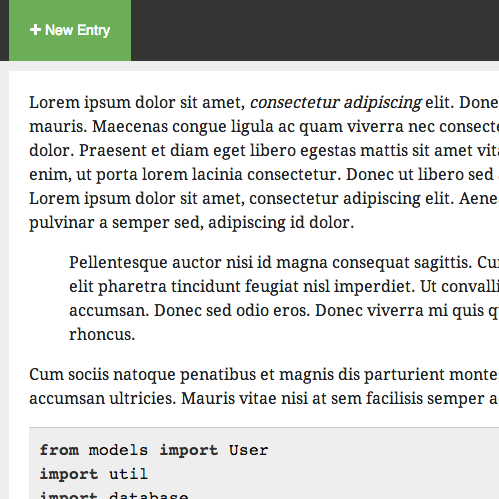 + New Entry
Lorem ipsum dolor sit amet, consectetur adipiscing elit. Done
mauris. Maecenas congue ligula ac quam viverra nec consecte
dolor. Praesent et diam eget libero egestas mattis sit amet vita
enim, ut porta lorem lacinia consectetur. Donec ut libero sed
Lorem ipsum dolor sit amet, consectetur adipiscing elit. Aene
pulvinar a semper sed, adipiscing id dolor.
Pellentesque auctor nisi id magna consequat sagittis. Cu
elit pharetra tincidunt feugiat nisl imperdiet. Ut convalli
accumsan. Donec sed odio eros. Donec viverra mi quis q
rhoncus.
Cum sociis natoque penatibus et magnis dis parturient monte
accumsan ultricies. Mauris vitae nisi at sem facilisis semper a
from models import User
import util
import database